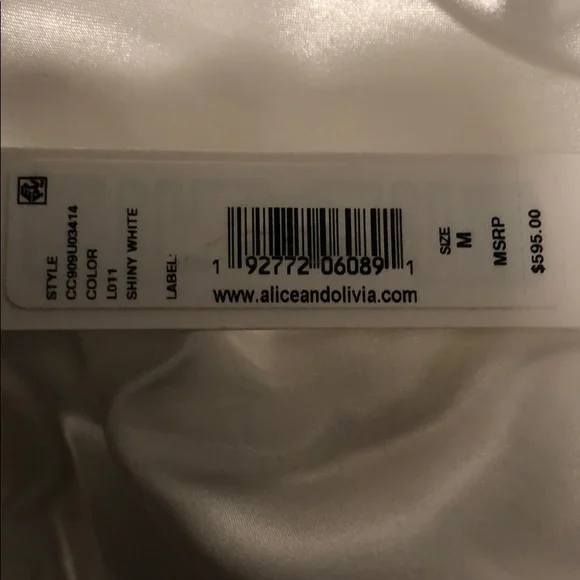 STYLE
CC909U03414
COLOR
L011
SHINY WHITE
LABEL:
1 92772 06089 1
www.aliceandolivia.com
SIZE
M
MSRP
$595.00